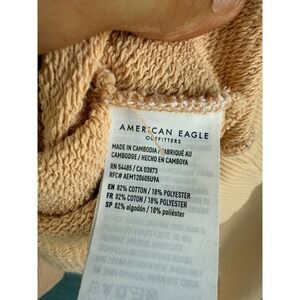 AMERICAN EAGLE
OUTFITTERS
MADE IN CAMBODIA / FABRIQUÉ AU
CAMBODGE / HECHO EN CAMBOYA
RN 54485 / CA 03873
RFC# AEM120605U9A
EN 82% COTTON / 18% POLYESTER
FR 82% COTON / 18% POLYESTER
SP 82% algodón / 18% poliéster